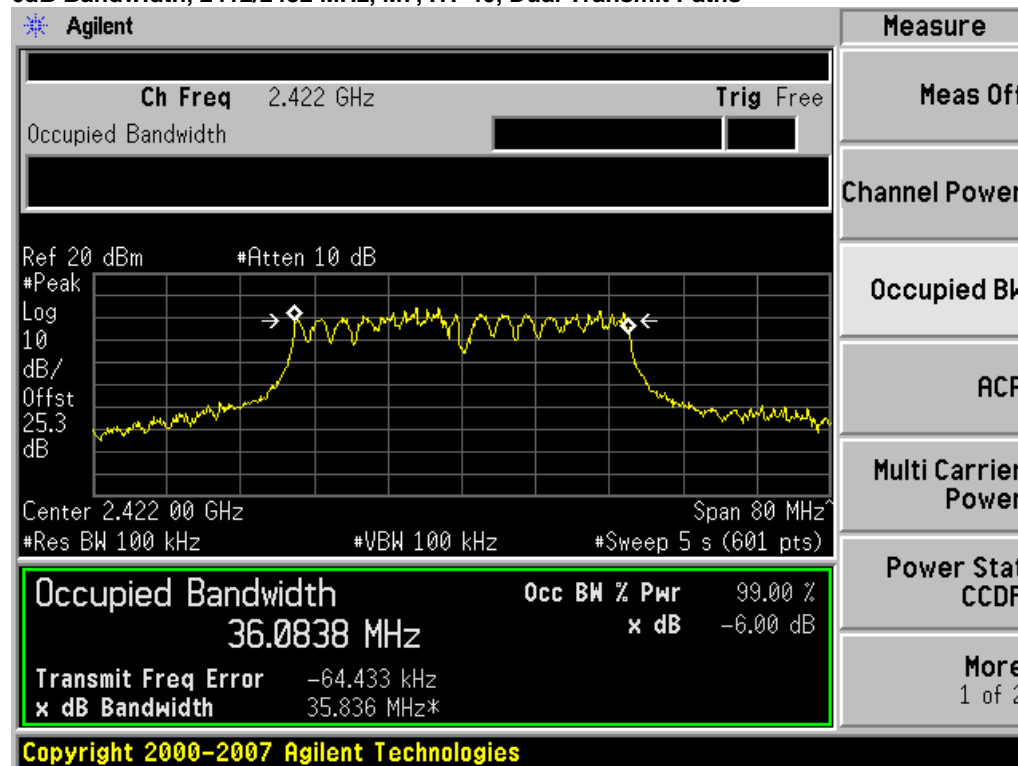 Agilent
Measure
Ch Freq 2.422 GHz
Trig Free
Occupied Bandwidth
Meas Off
Channel Power
Ref 20 dBm #Atten 10 dB
#Peak
Log
10
dB/
Offst
25.3
dB
Occupied BW
ACP
Multi Carrier
Power
Center 2.422 00 GHz
Span 80 MHz^
#Res BW 100 kHz #VBW 100 kHz #Sweep 5 s (601 pts)
Power Stat
CCDF
Occupied Bandwidth
36.0838 MHz
Occ BW % Pwr 99.00 %
x dB -6.00 dB
Transmit Freq Error -64.433 kHz
x dB Bandwidth 35.836 MHz*
More
1 of 2
Copyright 2000-2007 Agilent Technologies